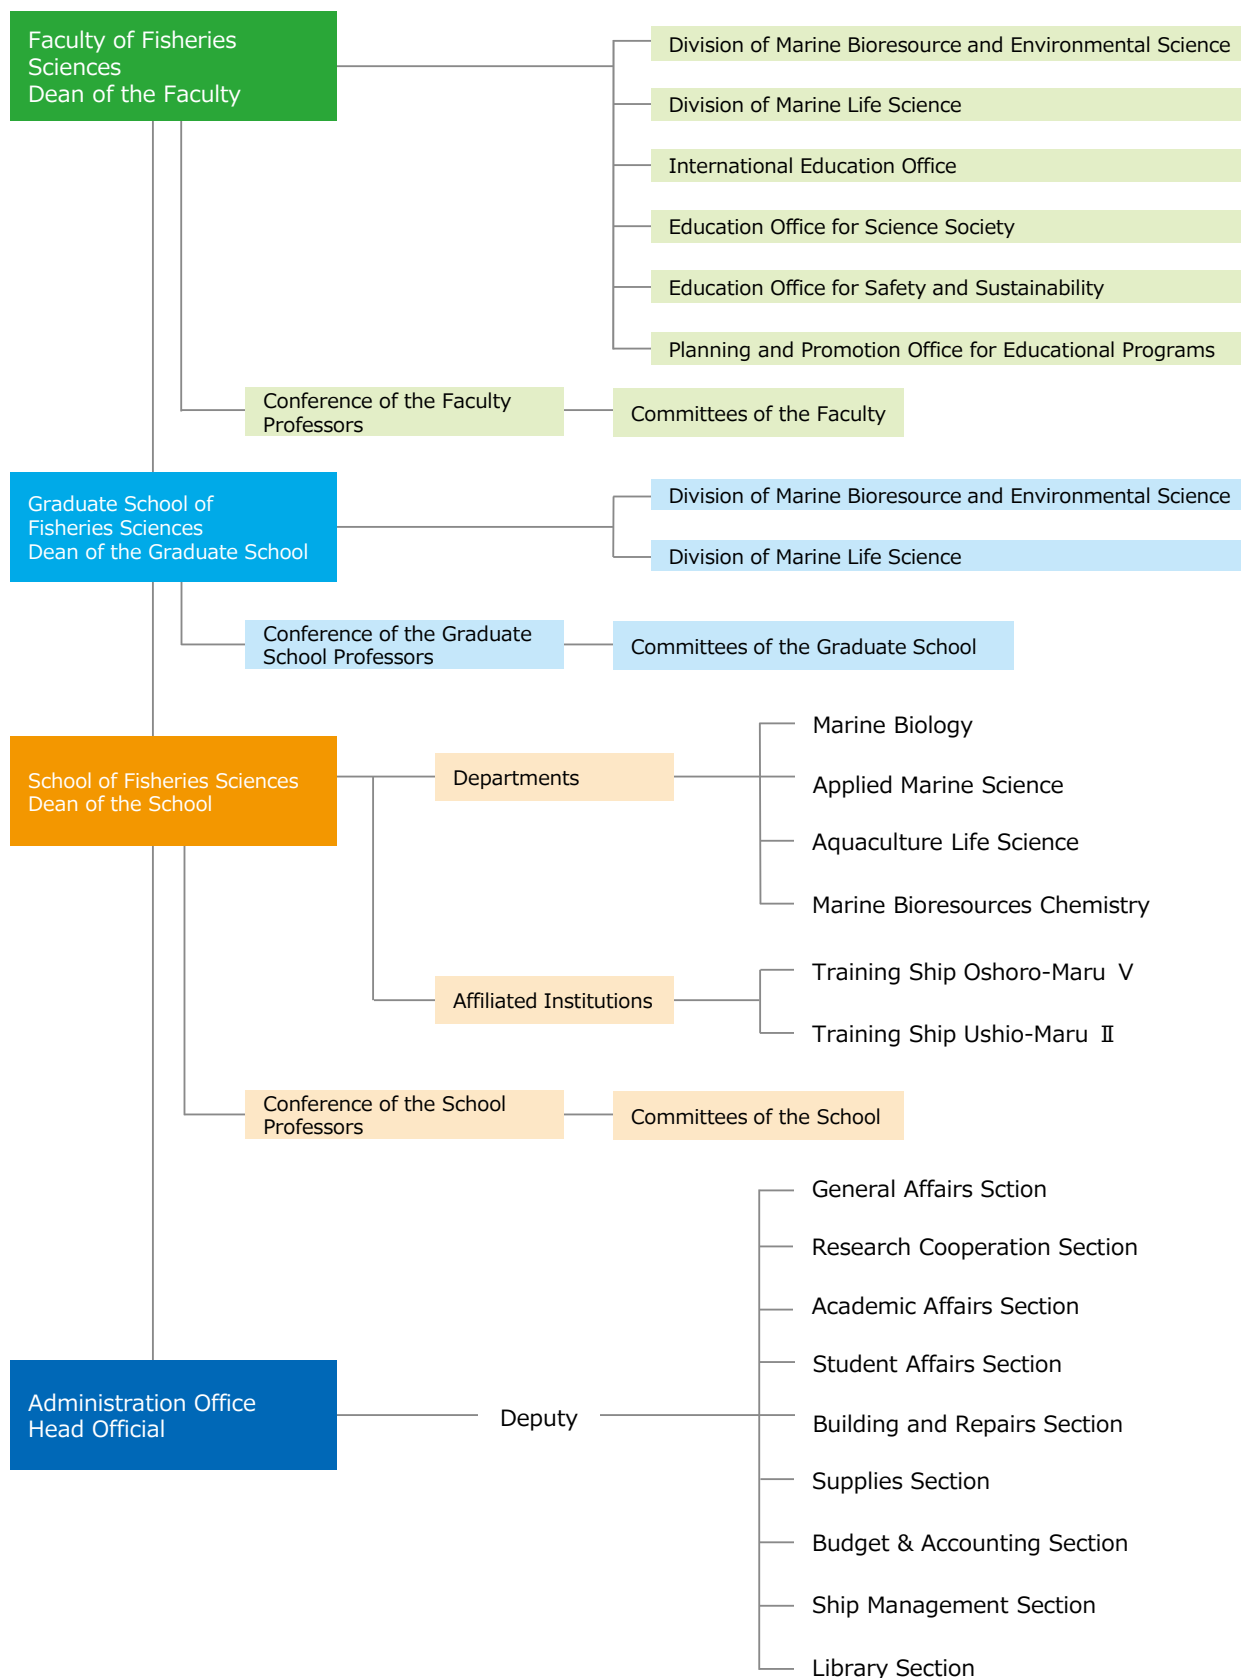 Faculty of Fisheries
Sciences
Dean of the Faculty
Division of Marine Bioresource and Environmental Science
Division of Marine Life Science
International Education Office
Education Office for Science Society
Education Office for Safety and Sustainability
Planning and Promotion Office for Educational Programs
Conference of the Faculty
Professors
Committees of the Faculty
Graduate School of
Fisheries Sciences
Dean of the Graduate School
Division of Marine Bioresource and Environmental Science
Division of Marine Life Science
Conference of the Graduate
School Professors
Committees of the Graduate School
School of Fisheries Sciences
Dean of the School
Departments
Marine Biology
Applied Marine Science
Aquaculture Life Science
Marine Bioresources Chemistry
Affiliated Institutions
Training Ship Oshoro-Maru Ⅴ
Training Ship Ushio-Maru Ⅱ
Conference of the School
Professors
Committees of the School
Administration Office
Head Official
Deputy
General Affairs Sction
Research Cooperation Section
Academic Affairs Section
Student Affairs Section
Building and Repairs Section
Supplies Section
Budget & Accounting Section
Ship Management Section
Library Section